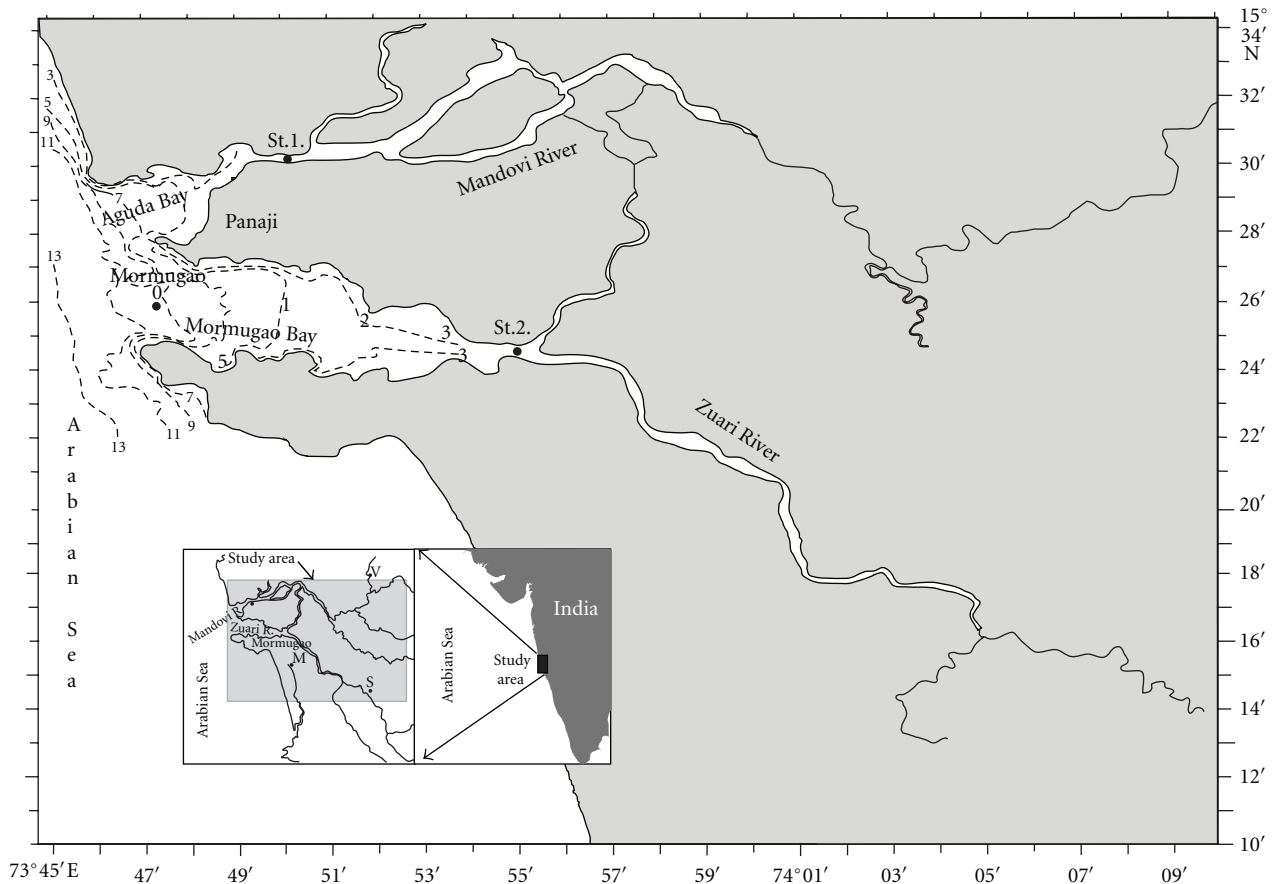 15°
34′
N
3
5
9
11
32′
St.1.
30′
Mandovi River
7
Aguda Bay
Panaji
28′
13
Mormugao
0
1
26′
Mormugao Bay
2
3
St.2.
3
5
24′
7
9
11
13
Zuari River
22′
Arabian Sea
20′
18′
16′
14′
12′
10′
Study area
V
Mandovi R.
Zuari R.
Mormugao
M
S
Arabian Sea
India
Arabian Sea
Study
area
73°45′E
47′
49′
51′
53′
55′
57′
59′
74°01′
03′
05′
07′
09′